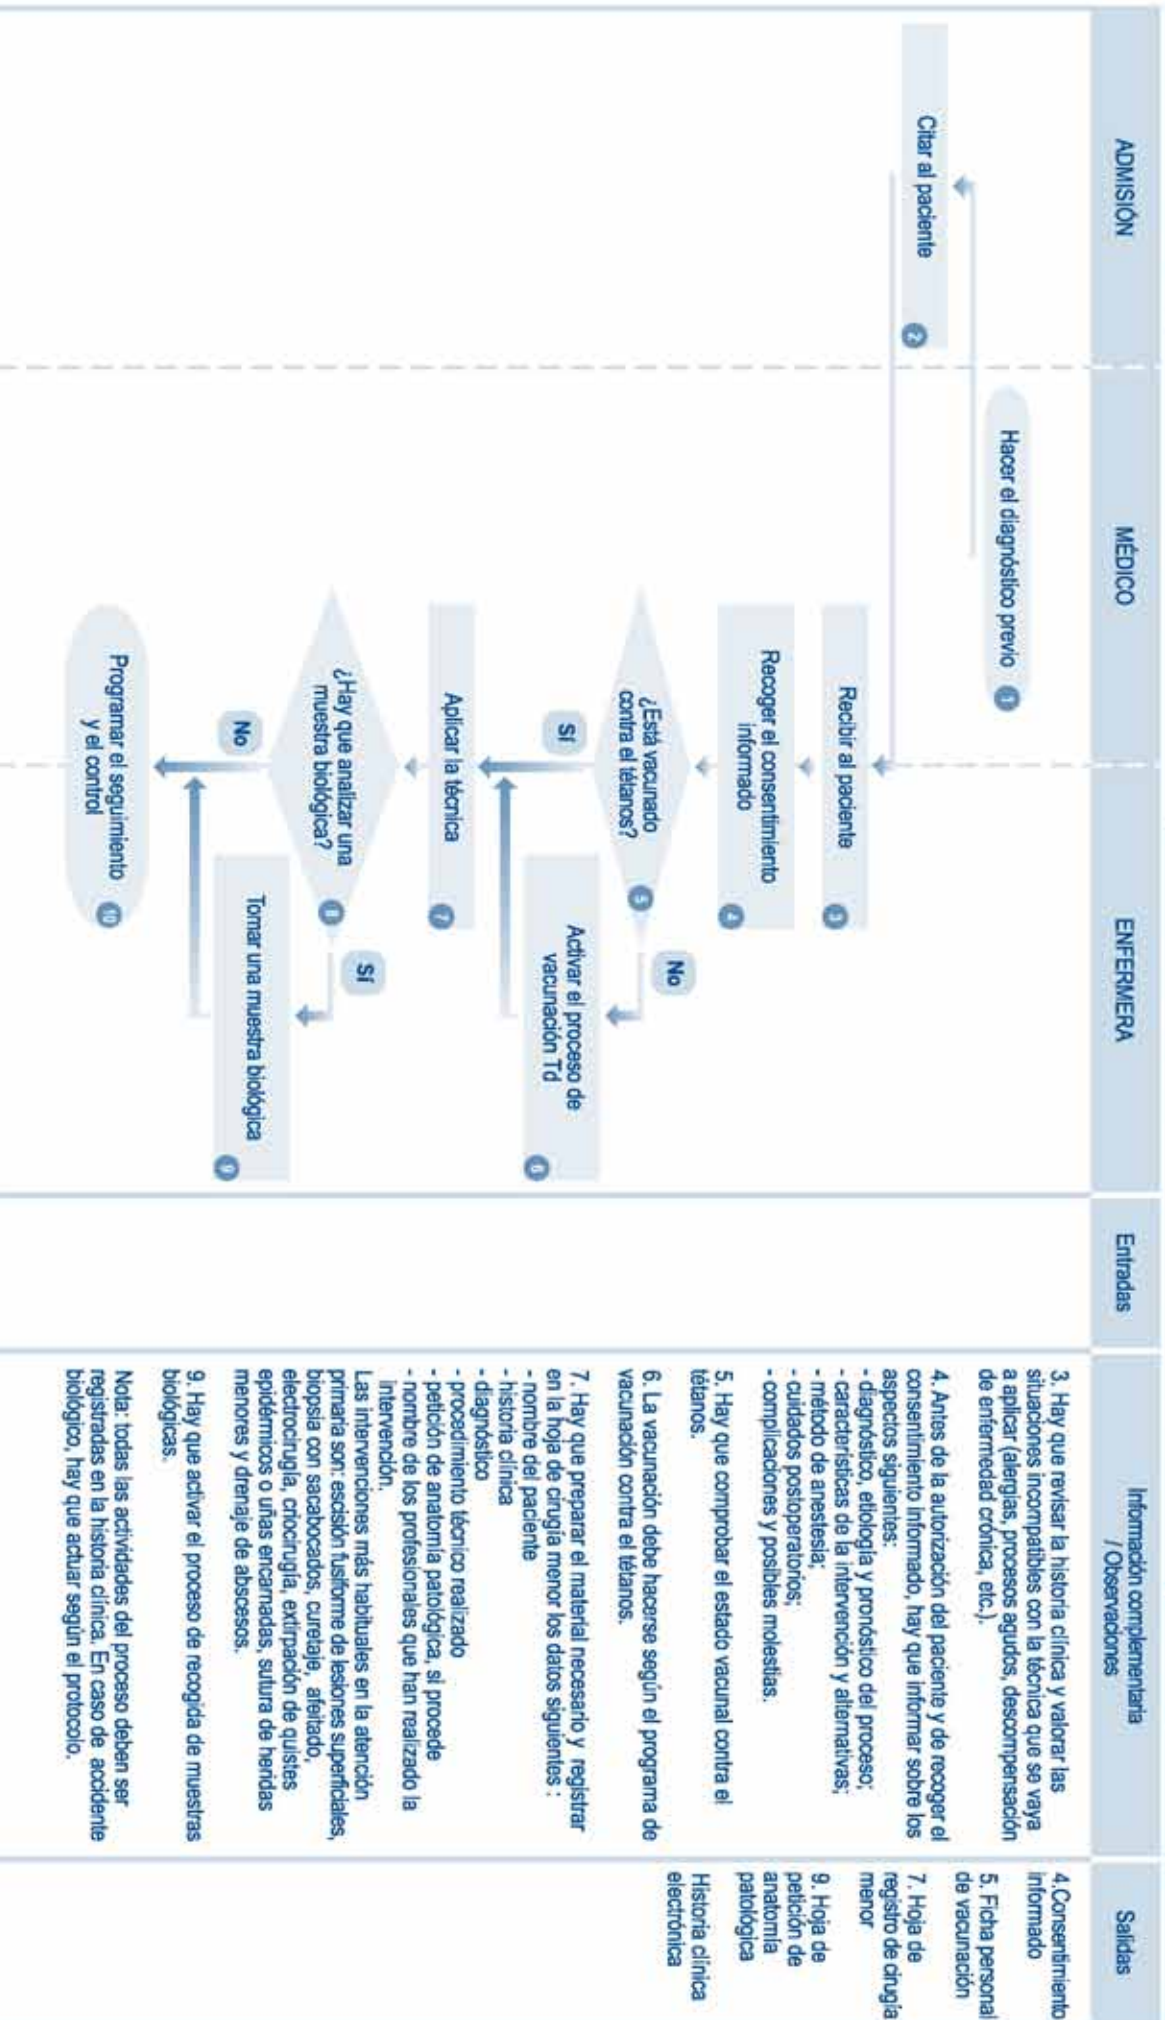 ADMISIÓN
MÉDICO
ENFERMERA
Entradas
Información complementaria
/ Observaciones
Salidas
Hacer el diagnóstico previo 1
Citar al paciente 2
Recibir al paciente 3
Recoger el consentimiento
informado 4
¿Está vacunado
contra el tétanos? 5
No
Sí
Activar el proceso de
vacunación Td 6
Aplicar la técnica 7
¿Hay que analizar una
muestra biológica? 8
Sí
No
Tomar una muestra biológica 9
Programar el seguimiento
y el control 10
3. Hay que revisar la historia clínica y valorar las
situaciones incompatibles con la técnica que se vaya
a aplicar (alergias, procesos agudos, descompensación
de enfermedad crónica, etc.).
4. Antes de la autorización del paciente y de recoger el
consentimiento informado, hay que informar sobre los
aspectos siguientes:
- diagnóstico, etiología y pronóstico del proceso;
- características de la intervención y alternativas;
- método de anestesia;
- cuidados postoperatorios;
- complicaciones y posibles molestias.
5. Hay que comprobar el estado vacunal contra el
tétanos.
6. La vacunación debe hacerse según el programa de
vacunación contra el tétanos.
7. Hay que preparar el material necesario y registrar
en la hoja de cirugía menor los datos siguientes :
- nombre del paciente
- historia clínica
- diagnóstico
- procedimiento técnico realizado
- petición de anatomía patológica, si procede
- nombre de los profesionales que han realizado la
intervención.
Las intervenciones más habituales en la atención
primaria son: escisión fusiforme de lesiones superficiales,
biopsia con sacabocados, curetaje, afeitado,
electrocirugía, criocirugía, extirpación de quistes
epidérmicos o uñas encarnadas, sutura de heridas
menores y drenaje de abscesos.
9. Hay que activar el proceso de recogida de muestras
biológicas.
Nota: todas las actividades del proceso deben ser
registradas en la historia clínica. En caso de accidente
biológico, hay que actuar según el protocolo.
4.Consentimiento
informado
5. Ficha personal
de vacunación
7. Hoja de
registro de cirugía
menor
9. Hoja de
petición de
anatomía
patológica
Historia clínica
electrónica